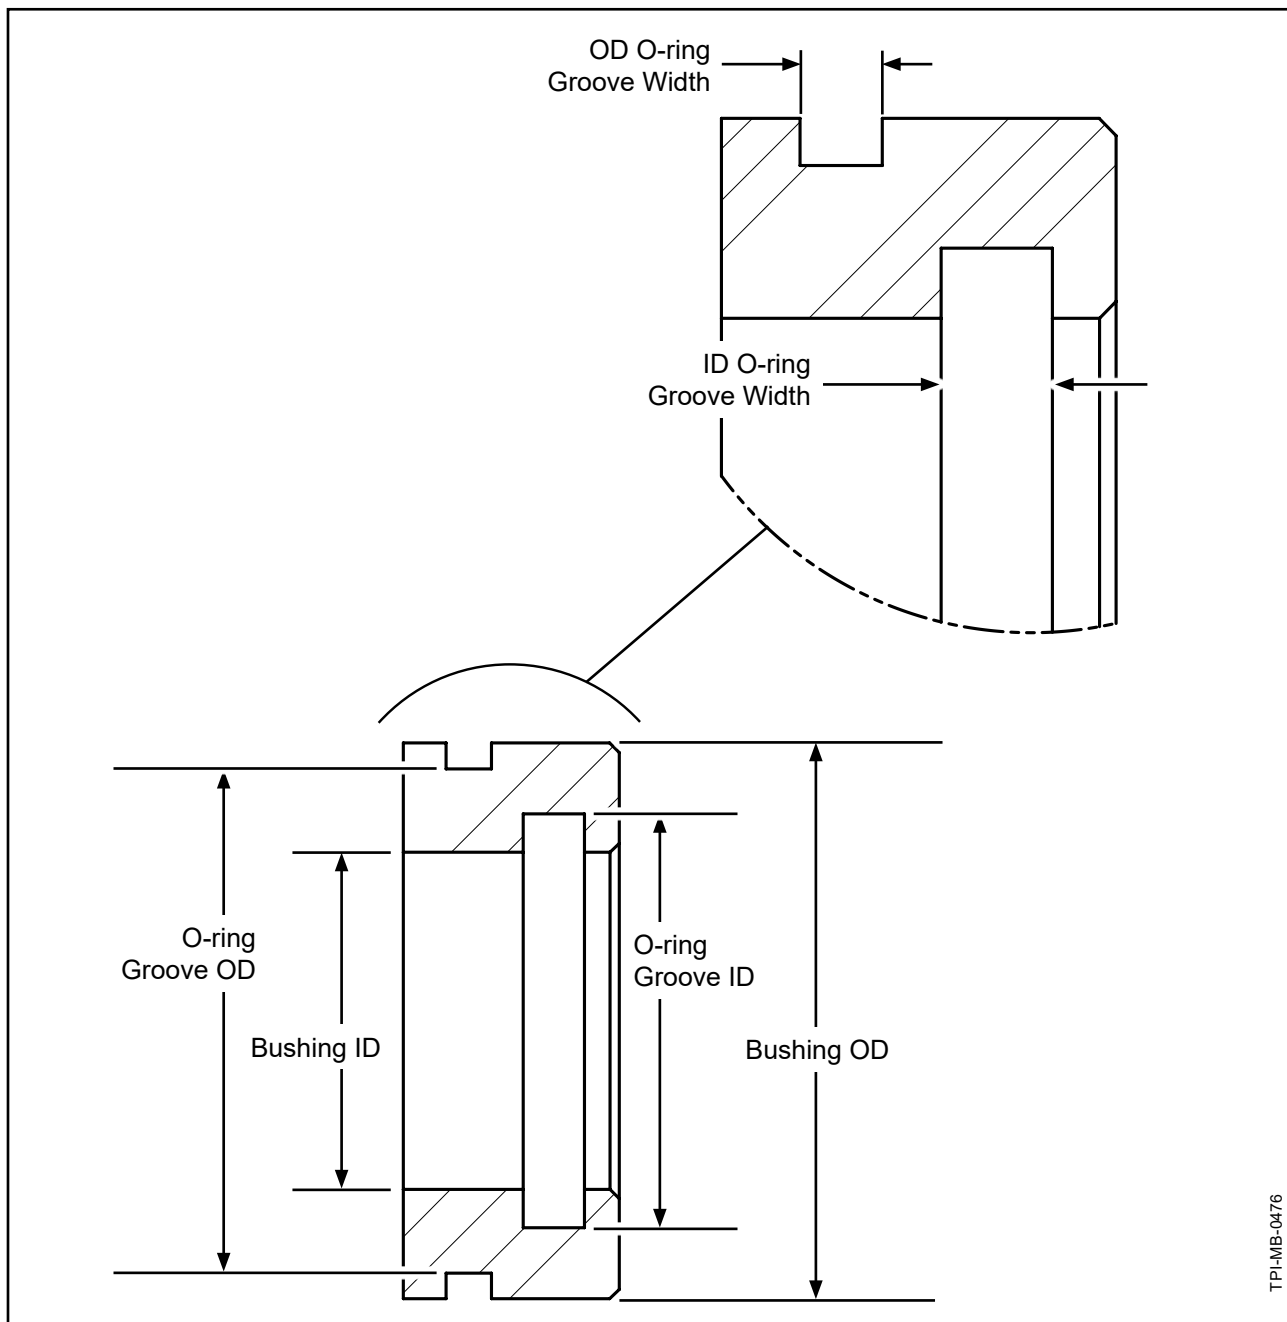 OD O-ring
Groove Width
ID O-ring
Groove Width
O-ring
Groove OD
O-ring
Groove ID
Bushing ID
Bushing OD
TPI-MB-0476